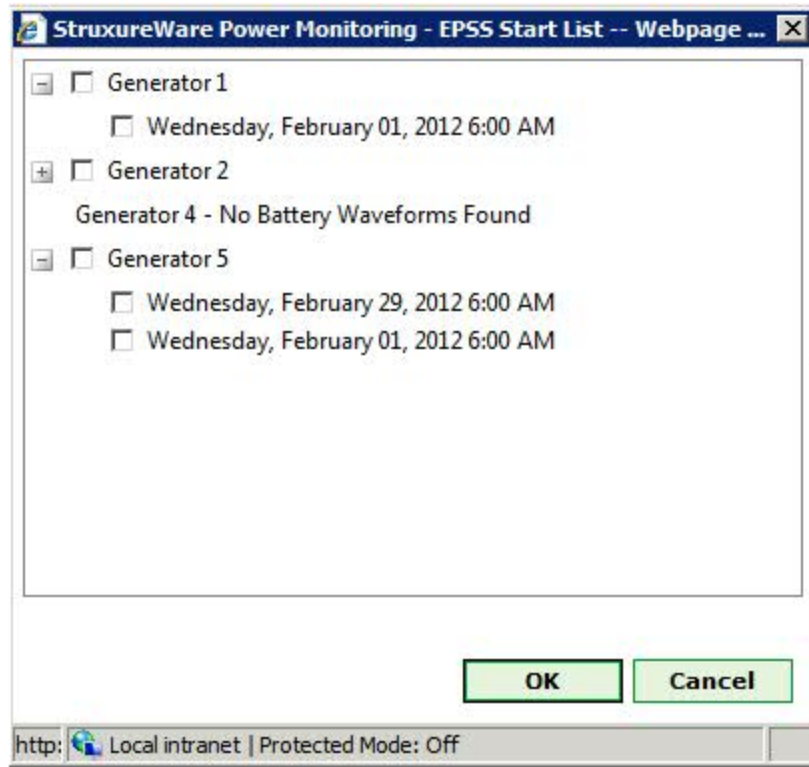 StruxureWare Power Monitoring - EPSS Start List -- Webpage ...
Generator 1
Wednesday, February 01, 2012 6:00 AM
Generator 2
Generator 4 - No Battery Waveforms Found
Generator 5
Wednesday, February 29, 2012 6:00 AM
Wednesday, February 01, 2012 6:00 AM
OK Cancel
http: Local intranet | Protected Mode: Off